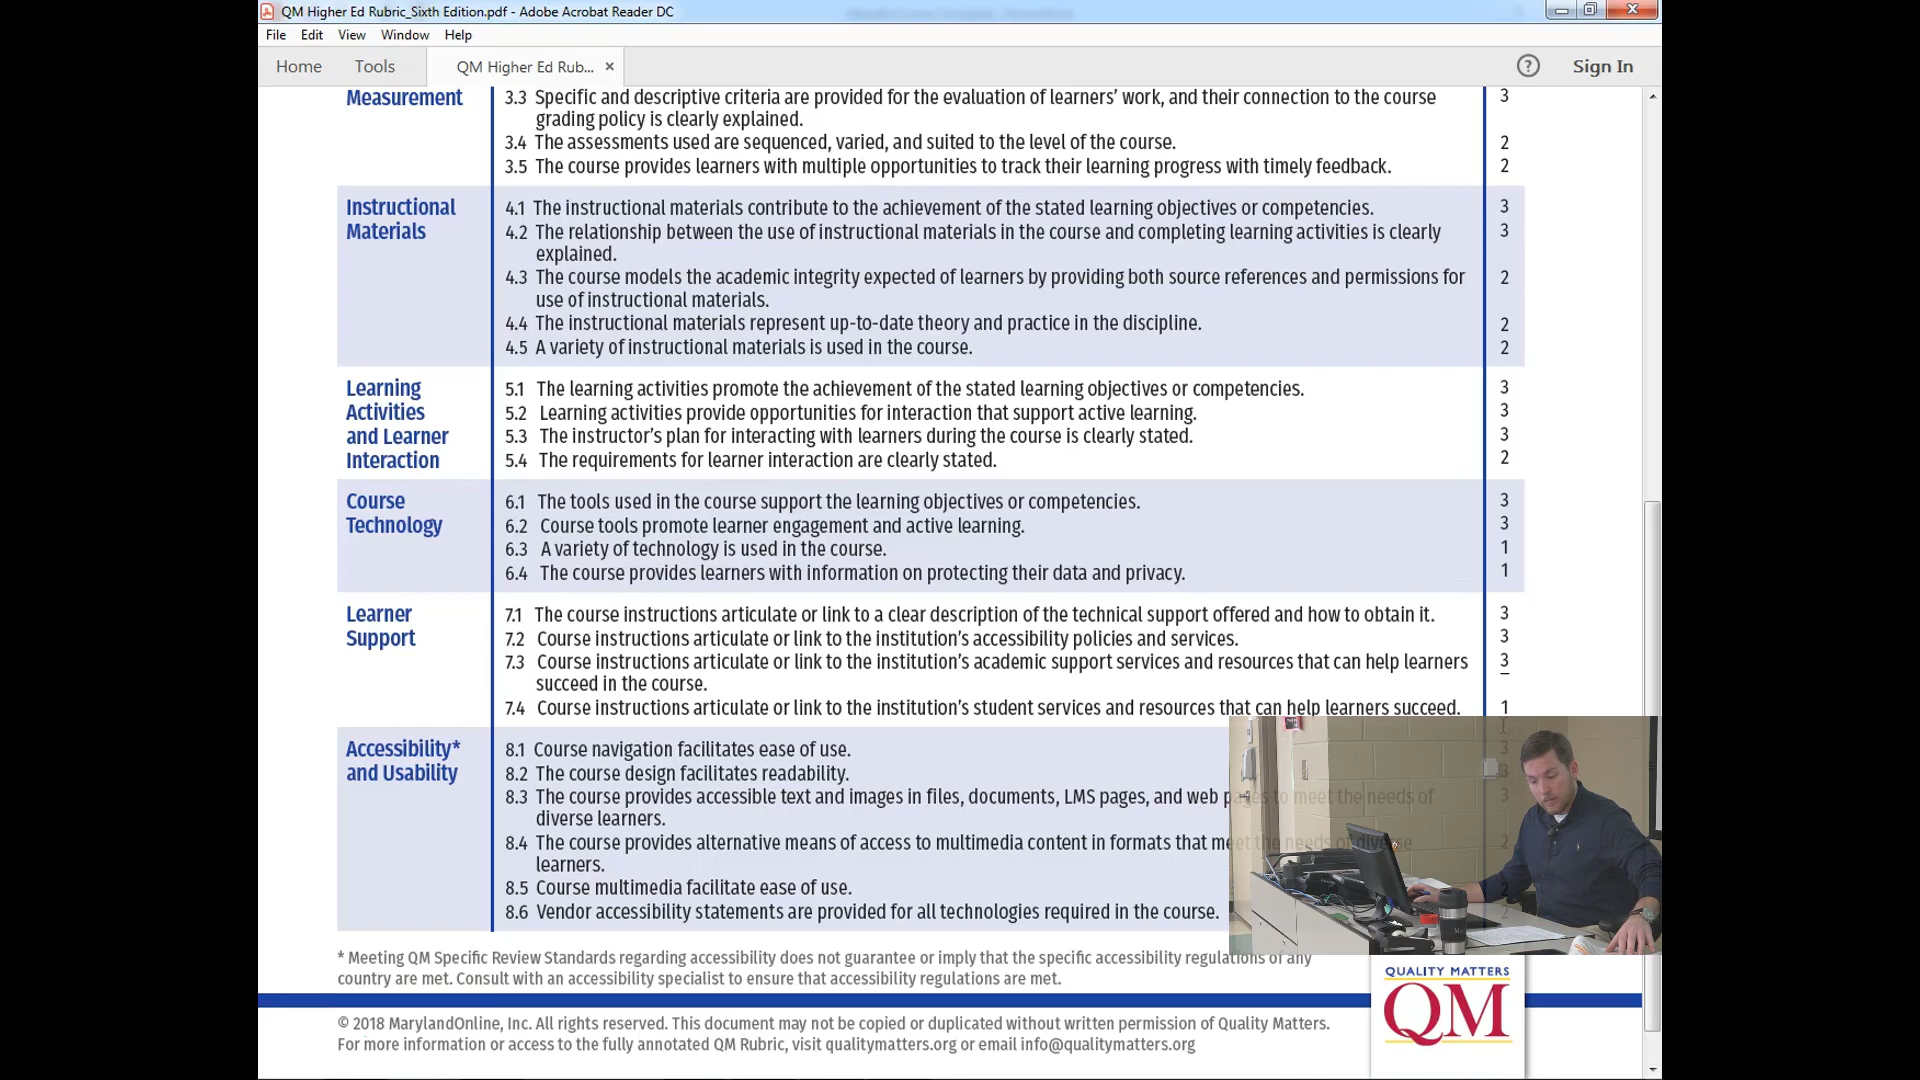 QM Higher Ed Rubric_Sixth Edition.pdf - Adobe Acrobat Reader DC
File Edit View Window Help
Home Tools QM Higher Ed Rub... × ? Sign In
Measurement
3.3 Specific and descriptive criteria are provided for the evaluation of learners’ work, and their connection to the course 3
grading policy is clearly explained.
3.4 The assessments used are sequenced, varied, and suited to the level of the course. 2
3.5 The course provides learners with multiple opportunities to track their learning progress with timely feedback. 2
Instructional
Materials
4.1 The instructional materials contribute to the achievement of the stated learning objectives or competencies. 3
4.2 The relationship between the use of instructional materials in the course and completing learning activities is clearly 3
explained.
4.3 The course models the academic integrity expected of learners by providing both source references and permissions for 2
use of instructional materials.
4.4 The instructional materials represent up-to-date theory and practice in the discipline. 2
4.5 A variety of instructional materials is used in the course. 2
Learning
Activities
and Learner
Interaction
5.1 The learning activities promote the achievement of the stated learning objectives or competencies. 3
5.2 Learning activities provide opportunities for interaction that support active learning. 3
5.3 The instructor’s plan for interacting with learners during the course is clearly stated. 3
5.4 The requirements for learner interaction are clearly stated. 2
Course
Technology
6.1 The tools used in the course support the learning objectives or competencies. 3
6.2 Course tools promote learner engagement and active learning. 3
6.3 A variety of technology is used in the course. 1
6.4 The course provides learners with information on protecting their data and privacy. 1
Learner
Support
7.1 The course instructions articulate or link to a clear description of the technical support offered and how to obtain it. 3
7.2 Course instructions articulate or link to the institution’s accessibility policies and services. 3
7.3 Course instructions articulate or link to the institution’s academic support services and resources that can help learners 3
succeed in the course.
7.4 Course instructions articulate or link to the institution’s student services and resources that can help learners succeed. 1
Accessibility*
and Usability
8.1 Course navigation facilitates ease of use. 3
8.2 The course design facilitates readability. 3
8.3 The course provides accessible text and images in files, documents, LMS pages, and web pages to meet the needs of 3
diverse learners.
8.4 The course provides alternative means of access to multimedia content in formats that meet the needs of diverse 2
learners.
8.5 Course multimedia facilitate ease of use. 2
8.6 Vendor accessibility statements are provided for all technologies required in the course. 2
* Meeting QM Specific Review Standards regarding accessibility does not guarantee or imply that the specific accessibility regulations of any
country are met. Consult with an accessibility specialist to ensure that accessibility regulations are met.
QUALITY MATTERS
QM
© 2018 MarylandOnline, Inc. All rights reserved. This document may not be copied or duplicated without written permission of Quality Matters.
For more information or access to the fully annotated QM Rubric, visit qualitymatters.org or email info@qualitymatters.org